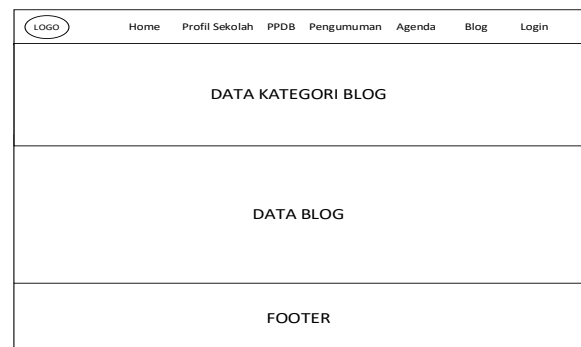 LOGO Home Profil Sekolah PPDB Pengumuman Agenda Blog Login
DATA KATEGORI BLOG
DATA BLOG
FOOTER